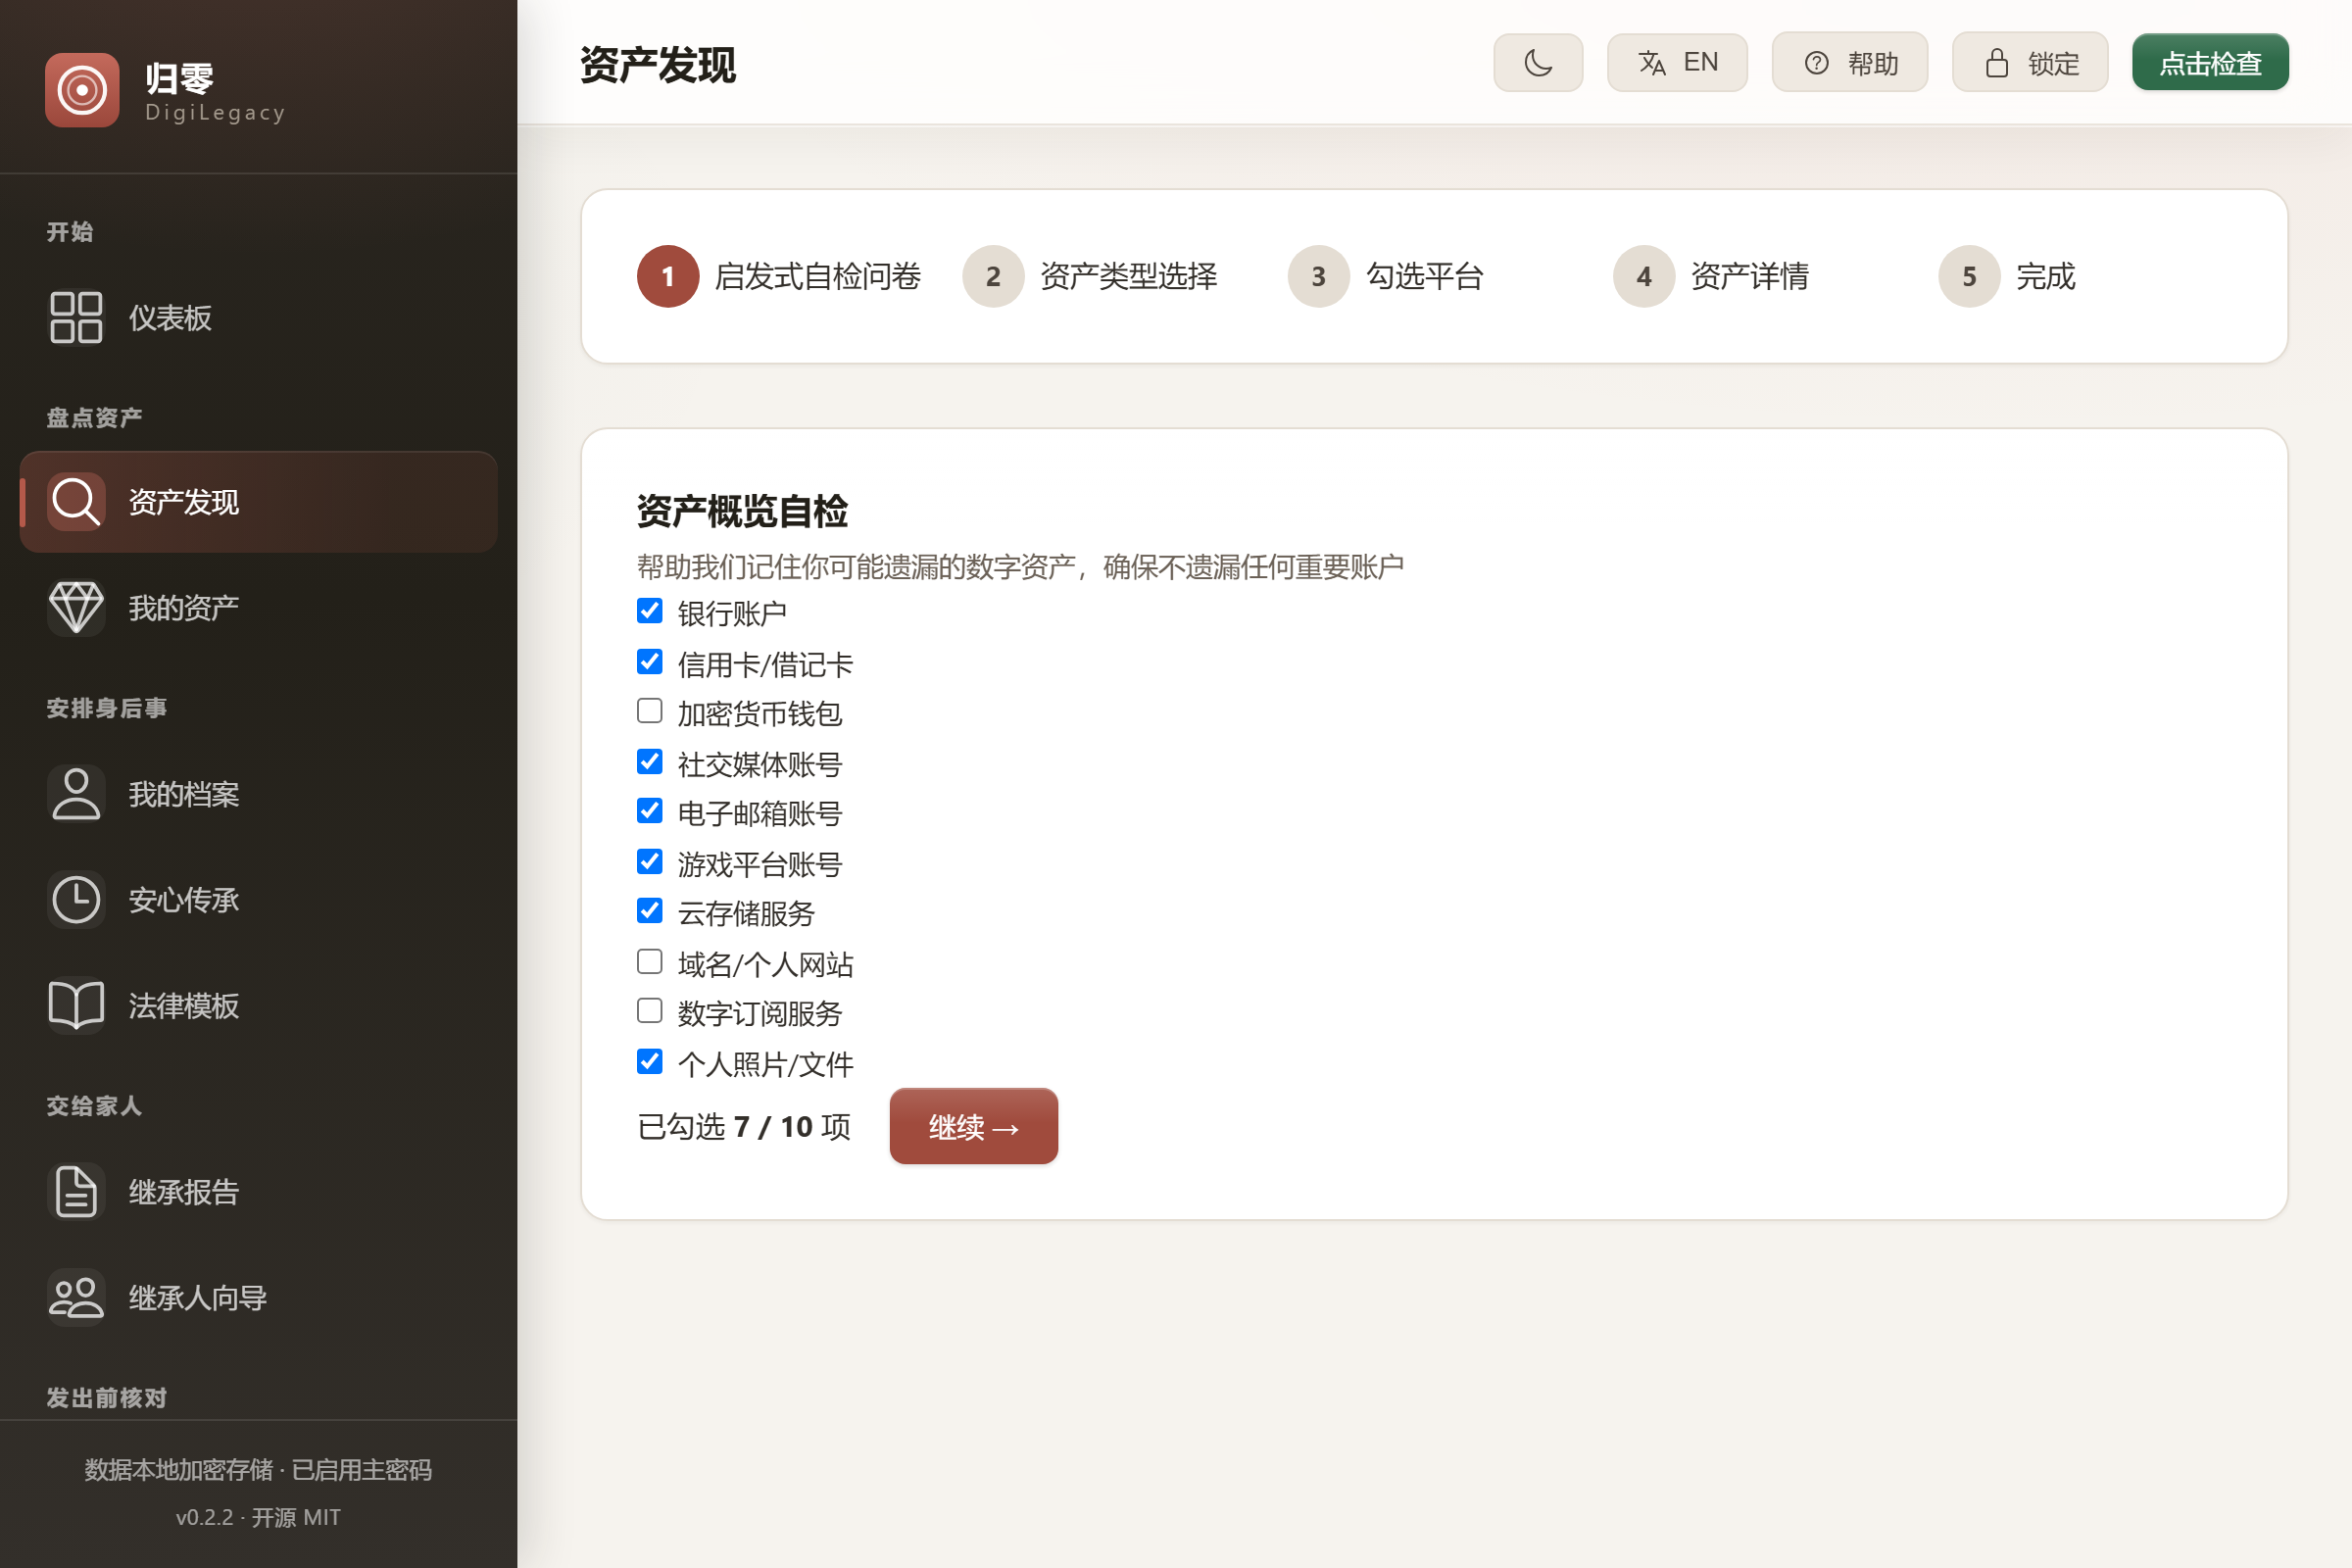 归零
DigiLegacy
开始
仪表板
盘点资产
资产发现
我的资产
安排身后事
我的档案
安心传承
法律模板
交给家人
继承报告
继承人向导
发出前核对
数据本地加密存储 · 已启用主密码
v0.2.2 · 开源 MIT
资产发现
EN
帮助
锁定
点击检查
1 启发式自检问卷
2 资产类型选择
3 勾选平台
4 资产详情
5 完成
资产概览自检
帮助我们记住你可能遗漏的数字资产，确保不遗漏任何重要账户
银行账户
信用卡/借记卡
加密货币钱包
社交媒体账号
电子邮箱账号
游戏平台账号
云存储服务
域名/个人网站
数字订阅服务
个人照片/文件
已勾选 7 / 10 项
继续 →